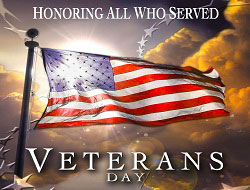 HONORING ALL WHO SERVED
VETERANS
DAY